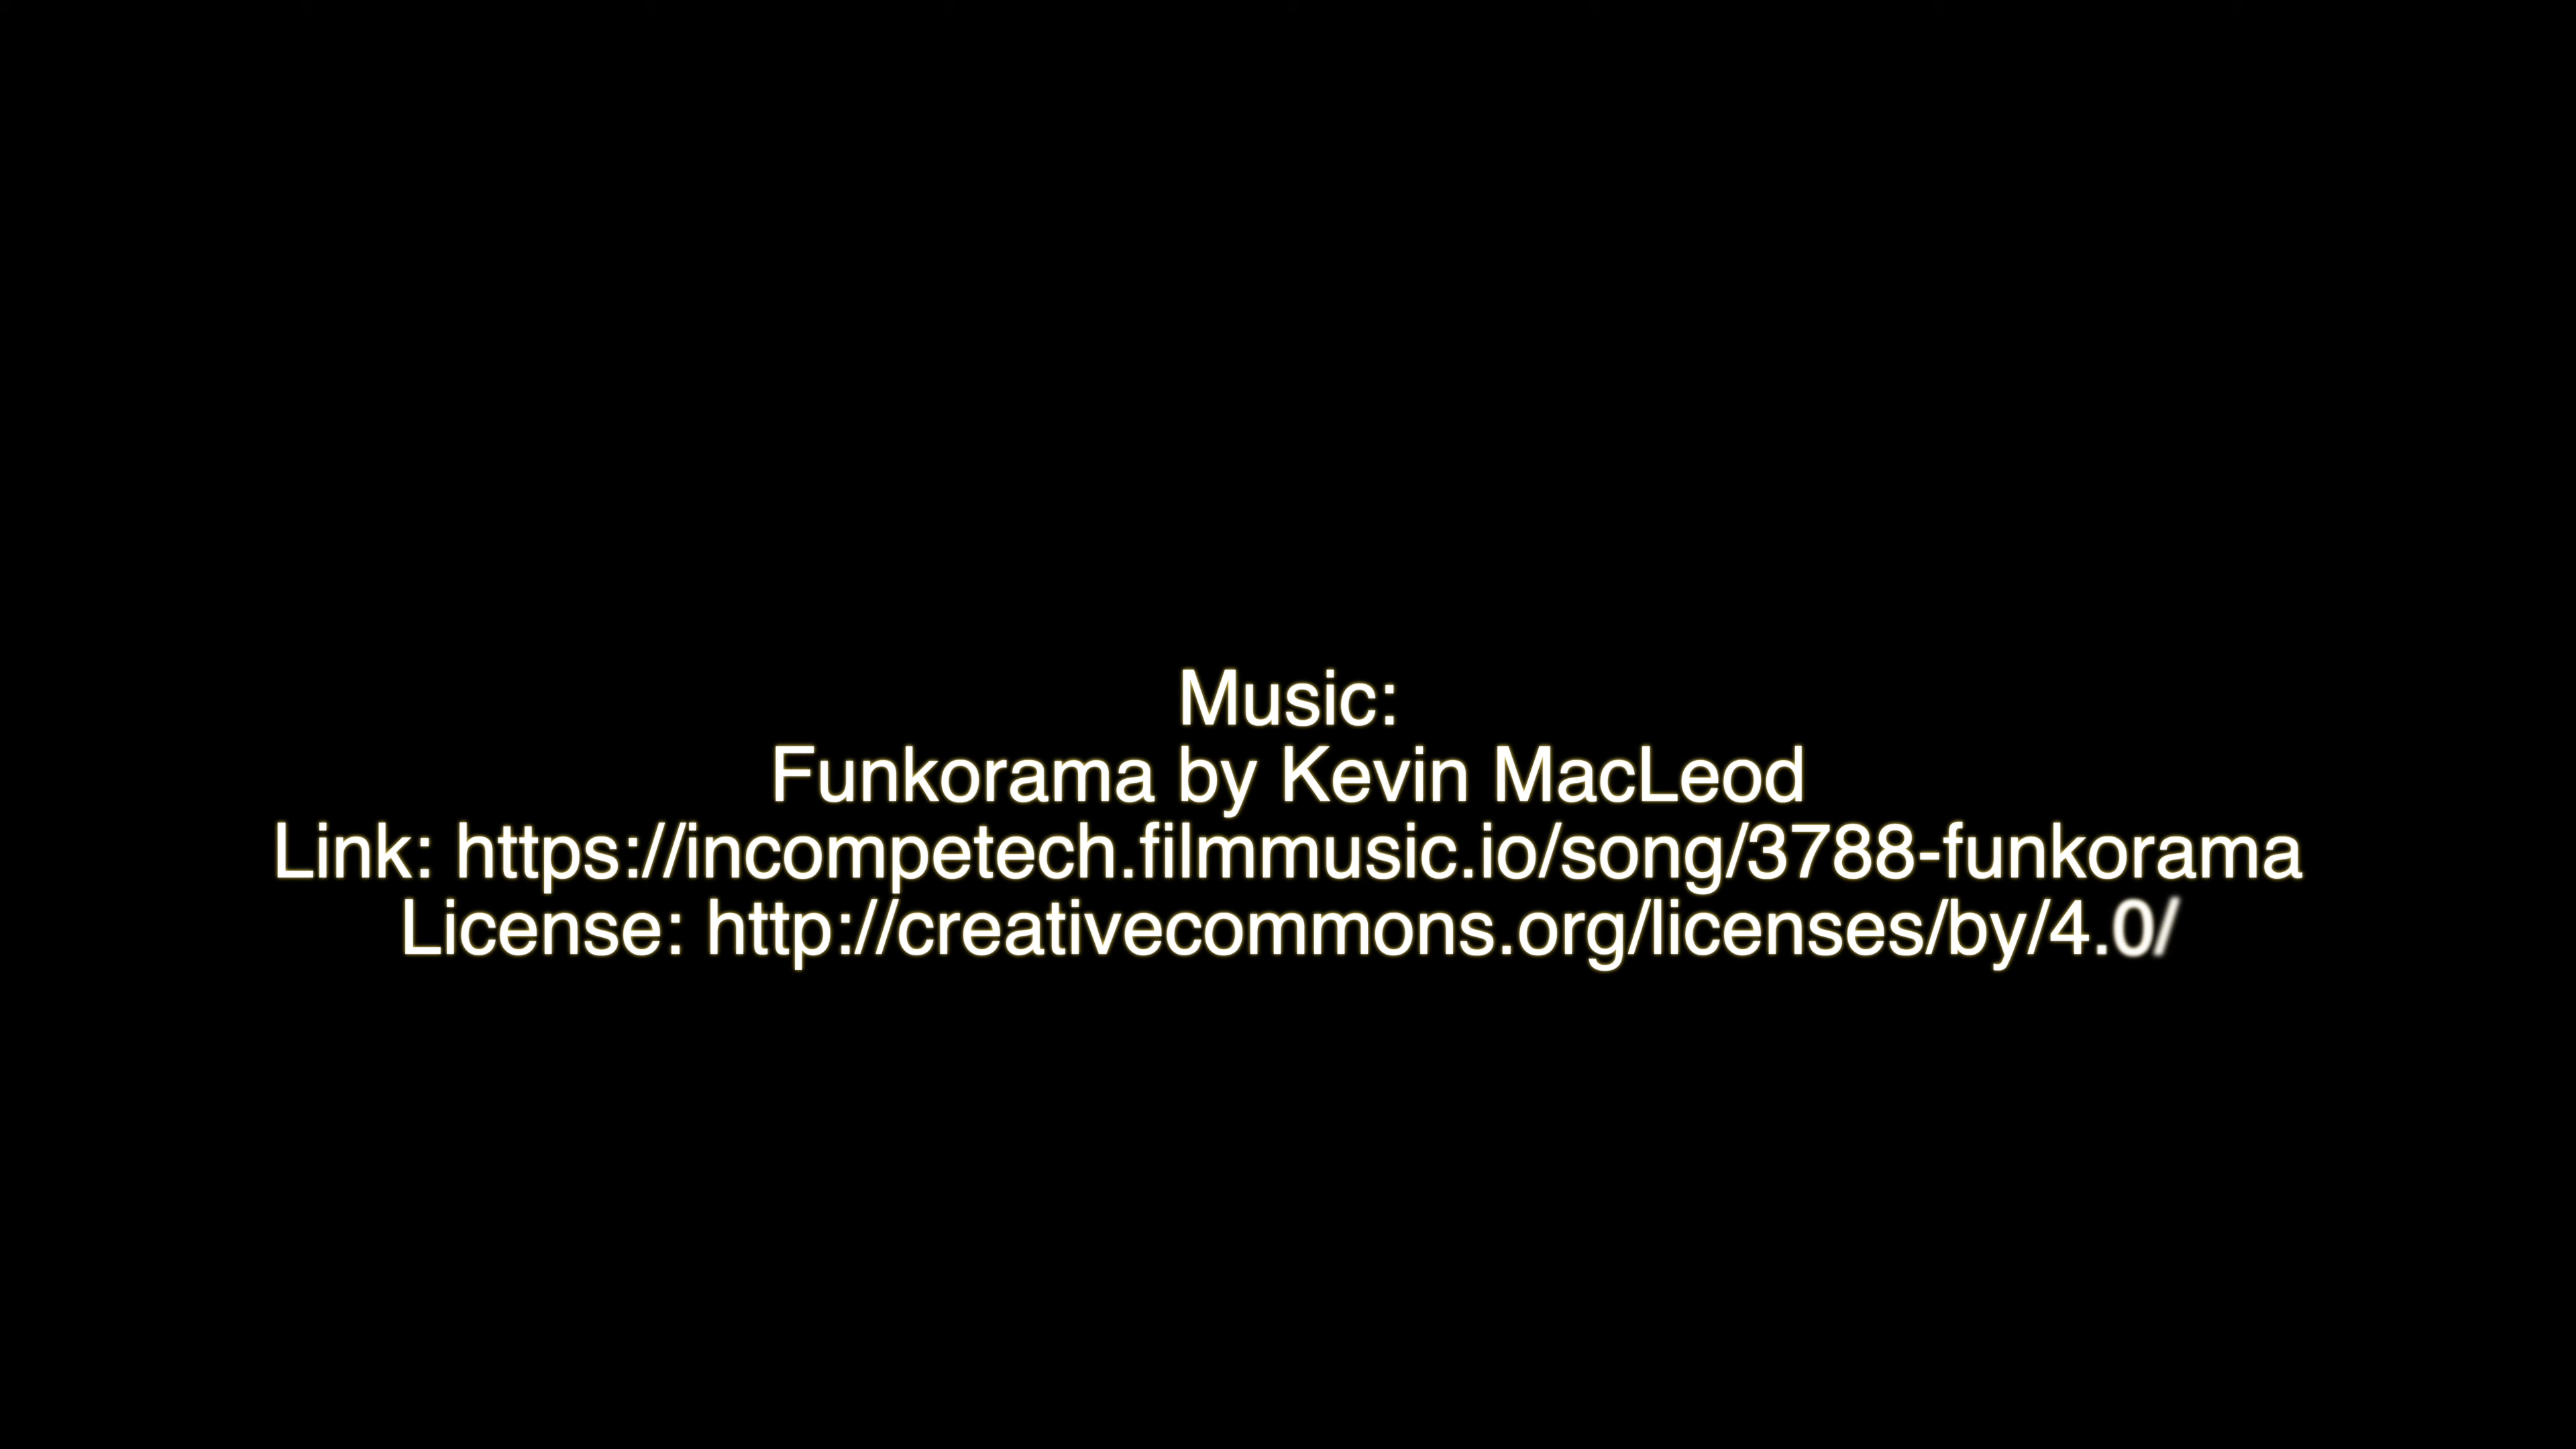 Music:
Funkorama by Kevin MacLeod
Link: https://incompetech.filmmusic.io/song/3788-funkorama
License: http://creativecommons.org/licenses/by/4.0/